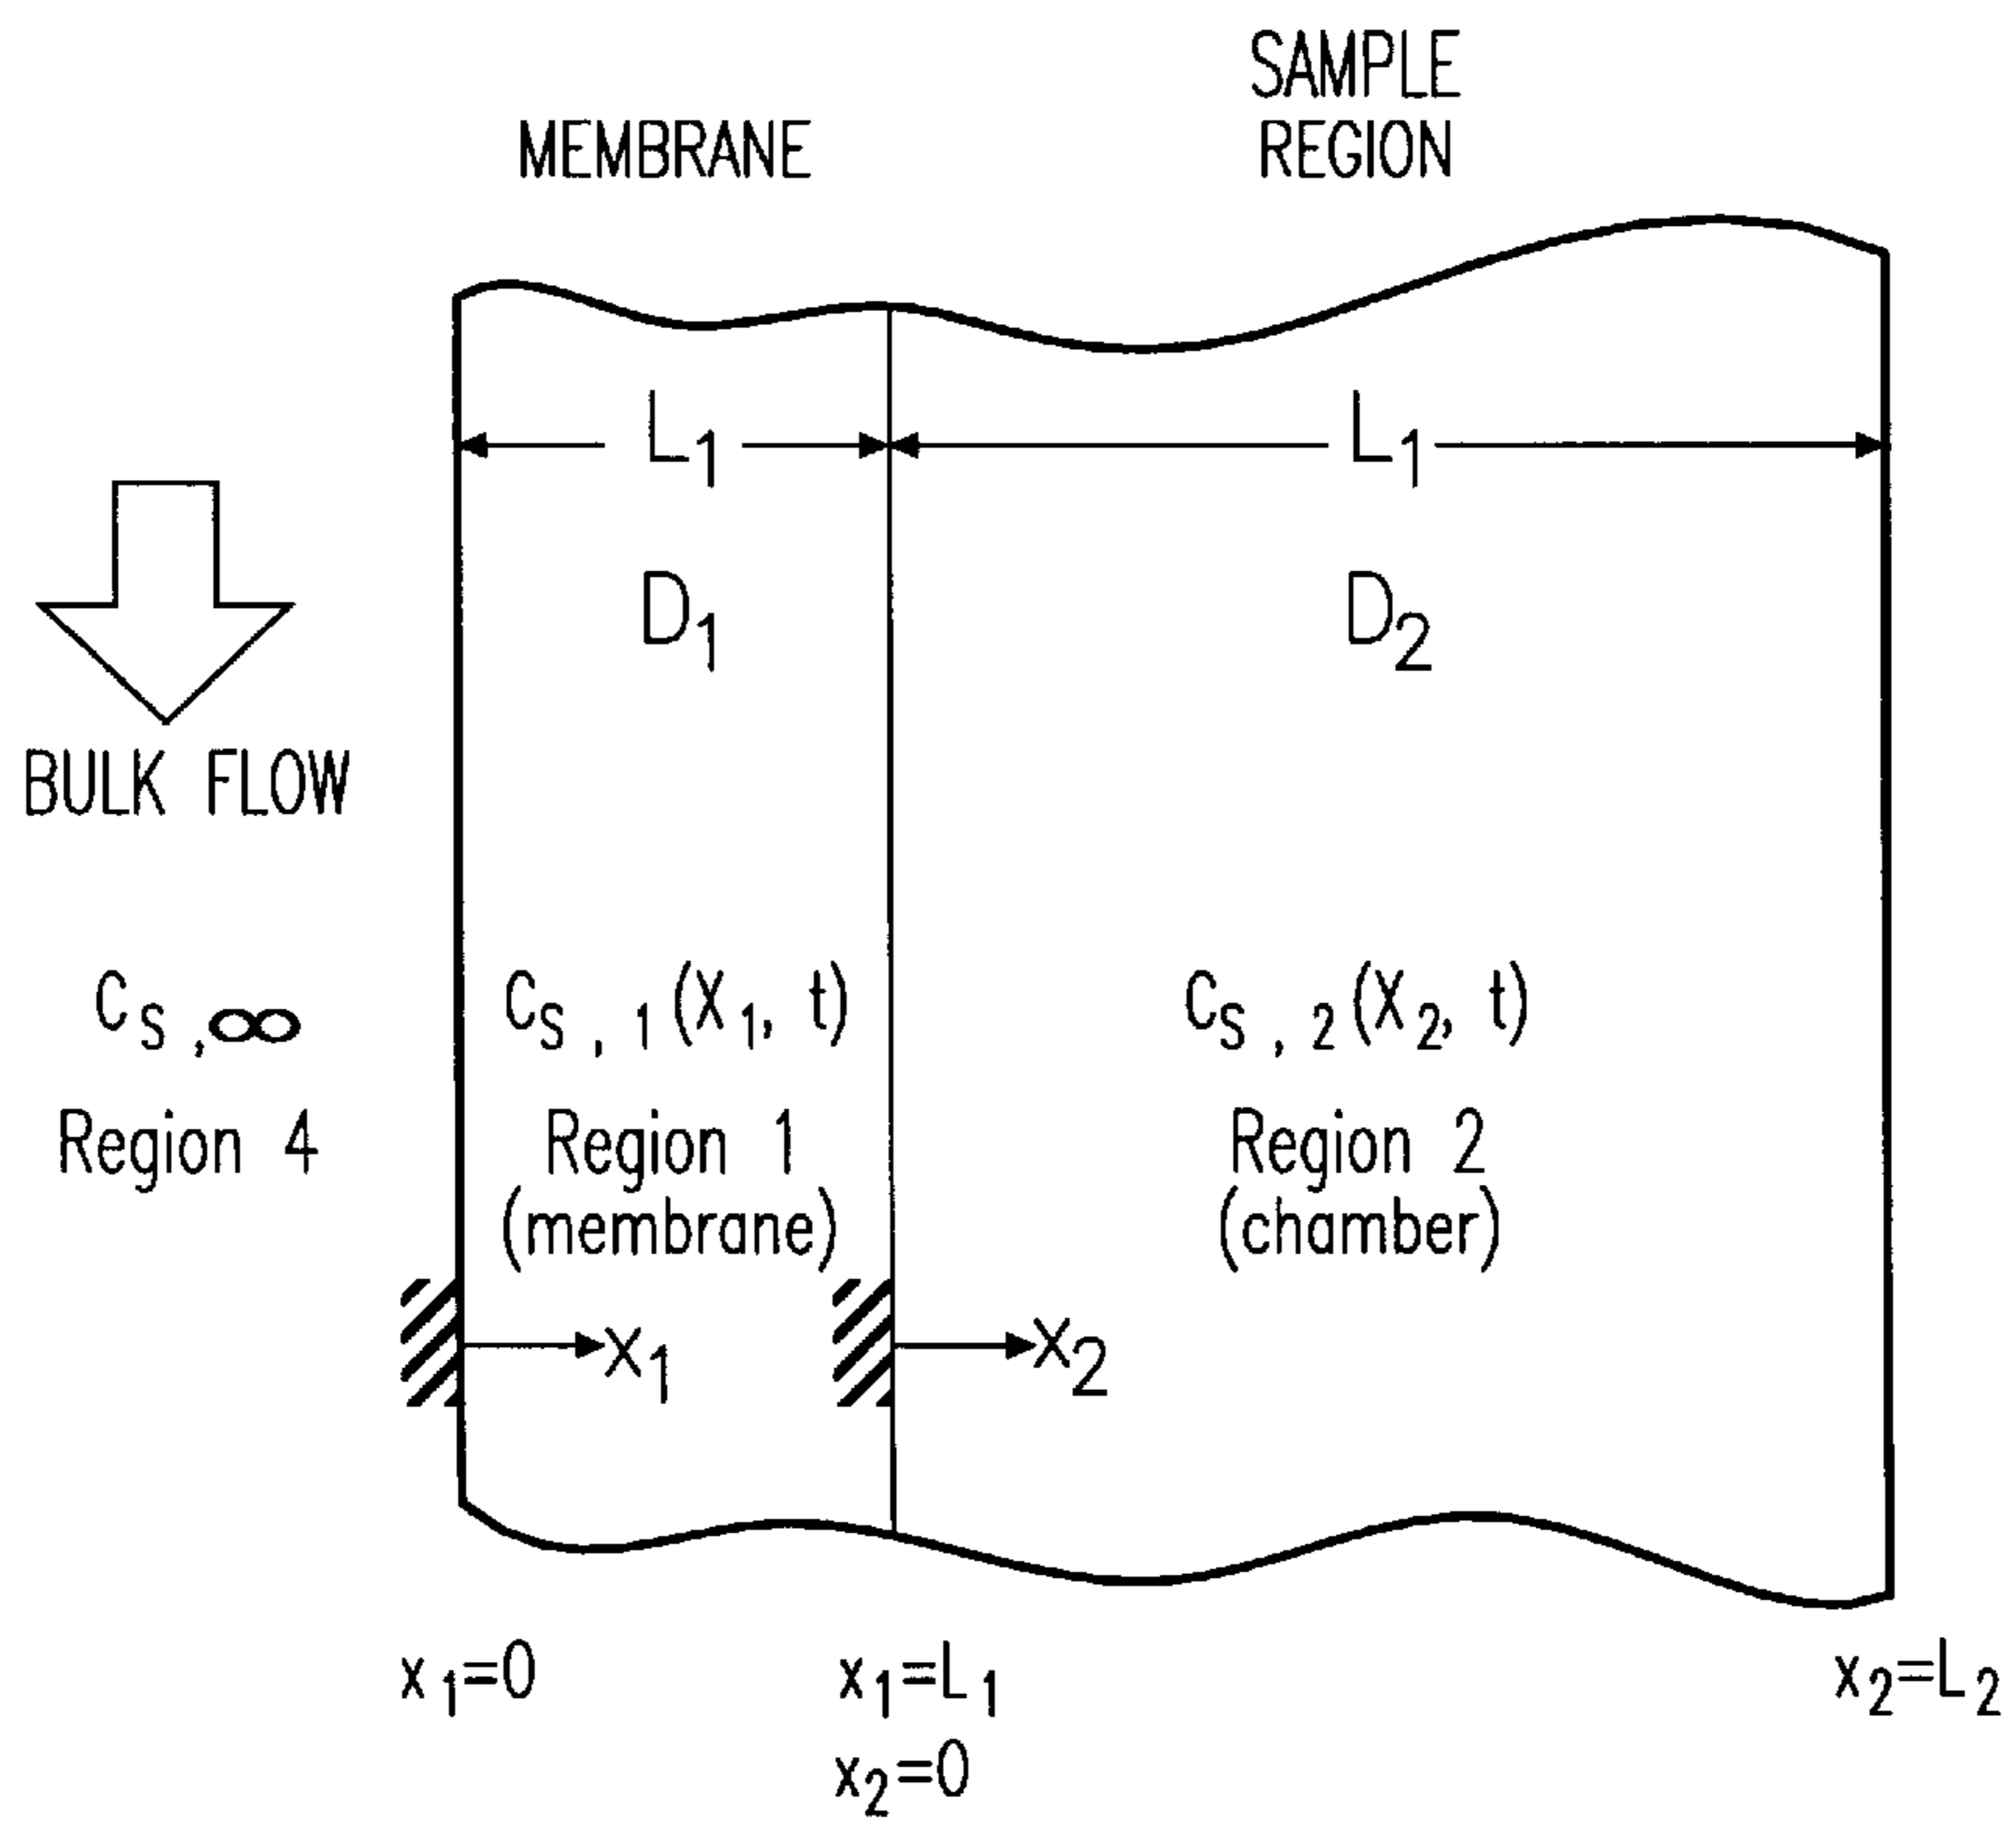 SAMPLE
MEMBRANE REGION
L1 L1
D1 D2
BULK FLOW
Cs,∞ Cs,1(X1, t) Cs,2(X2, t)
Region 4 Region 1 Region 2
(membrane) (chamber)
x1 x2
x1=0 x1=L1 x2=L2
x2=0